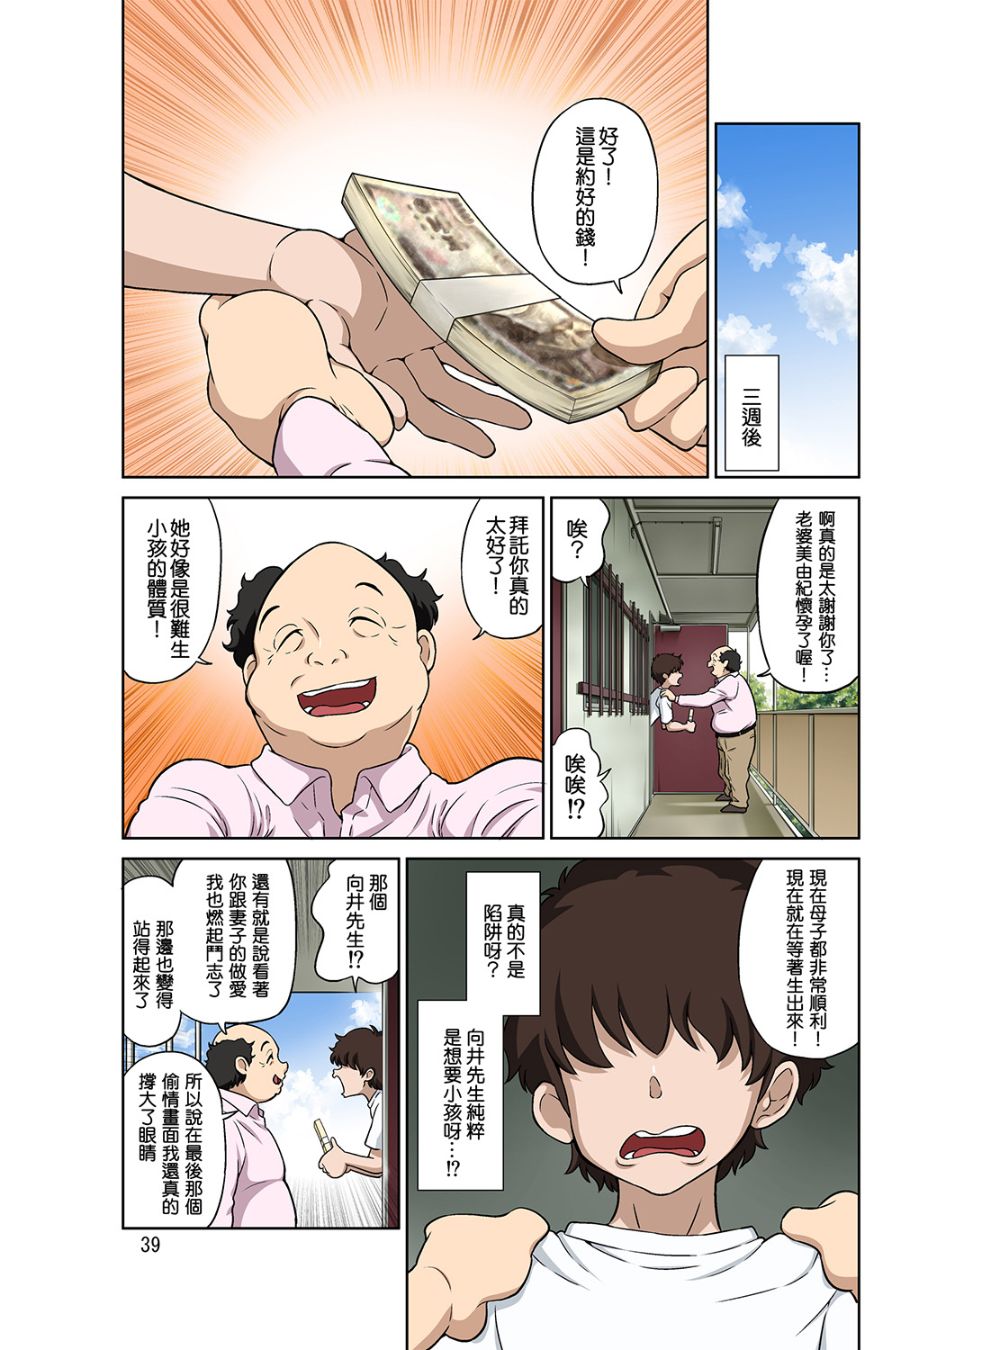 三週後
好了！
這是約好的錢！
啊真的是太謝謝你了…
老婆美由紀懷孕了喔！
唉？
唉唉!?
拜託你真的
太好了！
她好像是很難生
小孩的體質！
現在母子都非常順利！
現在就在等著生出來！
真的不是
陷阱呀？
向井先生純粹
是想要小孩呀…!?
那個
向井先生!?
還有就是說看著
你跟妻子的做愛
我也燃起鬥志了
那邊也變得
站得起來了
所以說在最後那個
偷情畫面我還真的
撐大了眼睛
39